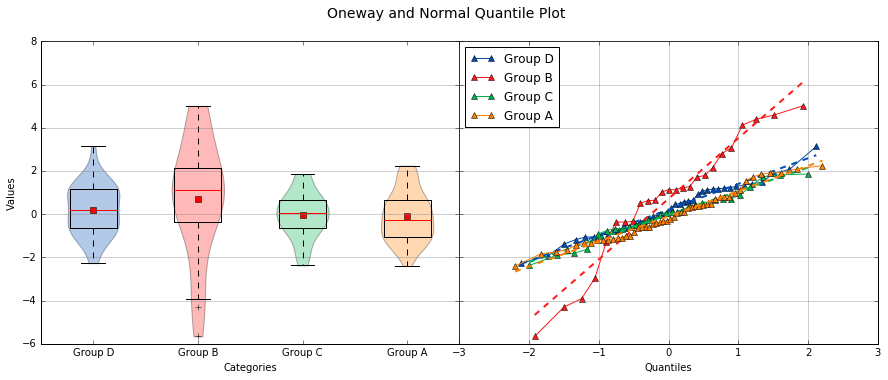 Oneway and Normal Quantile Plot
Values
8
6
4
2
0
−2
−4
−6
Group D
Group B
Group C
Group A
Categories
Group D
Group B
Group C
Group A
−3
−2
−1
0
1
2
3
Quantiles